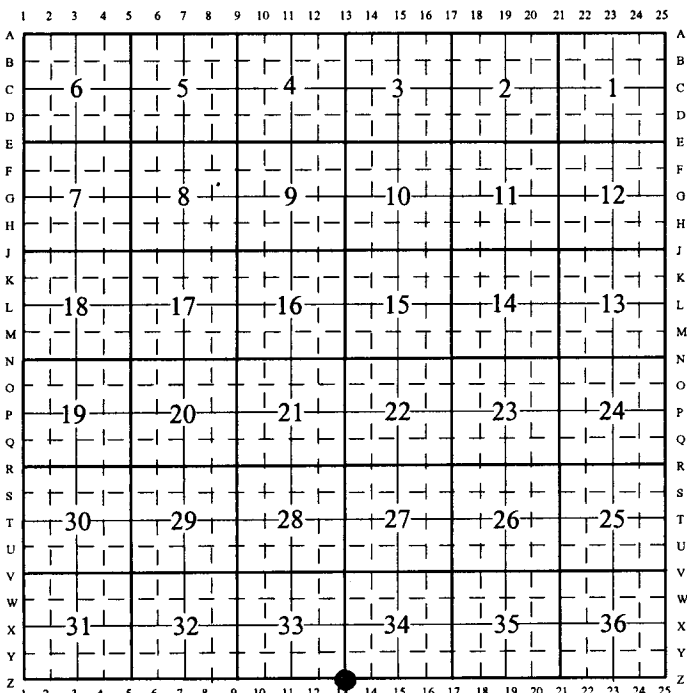 1 2 3 4 5 6 7 8 9 10 11 12 13 14 15 16 17 18 19 20 21 22 23 24 25
A A
B B
C 6 5 4 3 2 1 C
D D
E E
F F
G 7 8 9 10 11 12 G
H H
J J
K K
L 18 17 16 15 14 13 L
M M
N N
O O
P 19 20 21 22 23 24 P
Q Q
R R
S S
T 30 29 28 27 26 25 T
U U
V V
W W
X 31 32 33 34 35 36 X
Y Y
Z Z
1 2 3 4 5 6 7 8 9 10 11 12 14 15 16 17 18 19 20 21 22 23 24 25